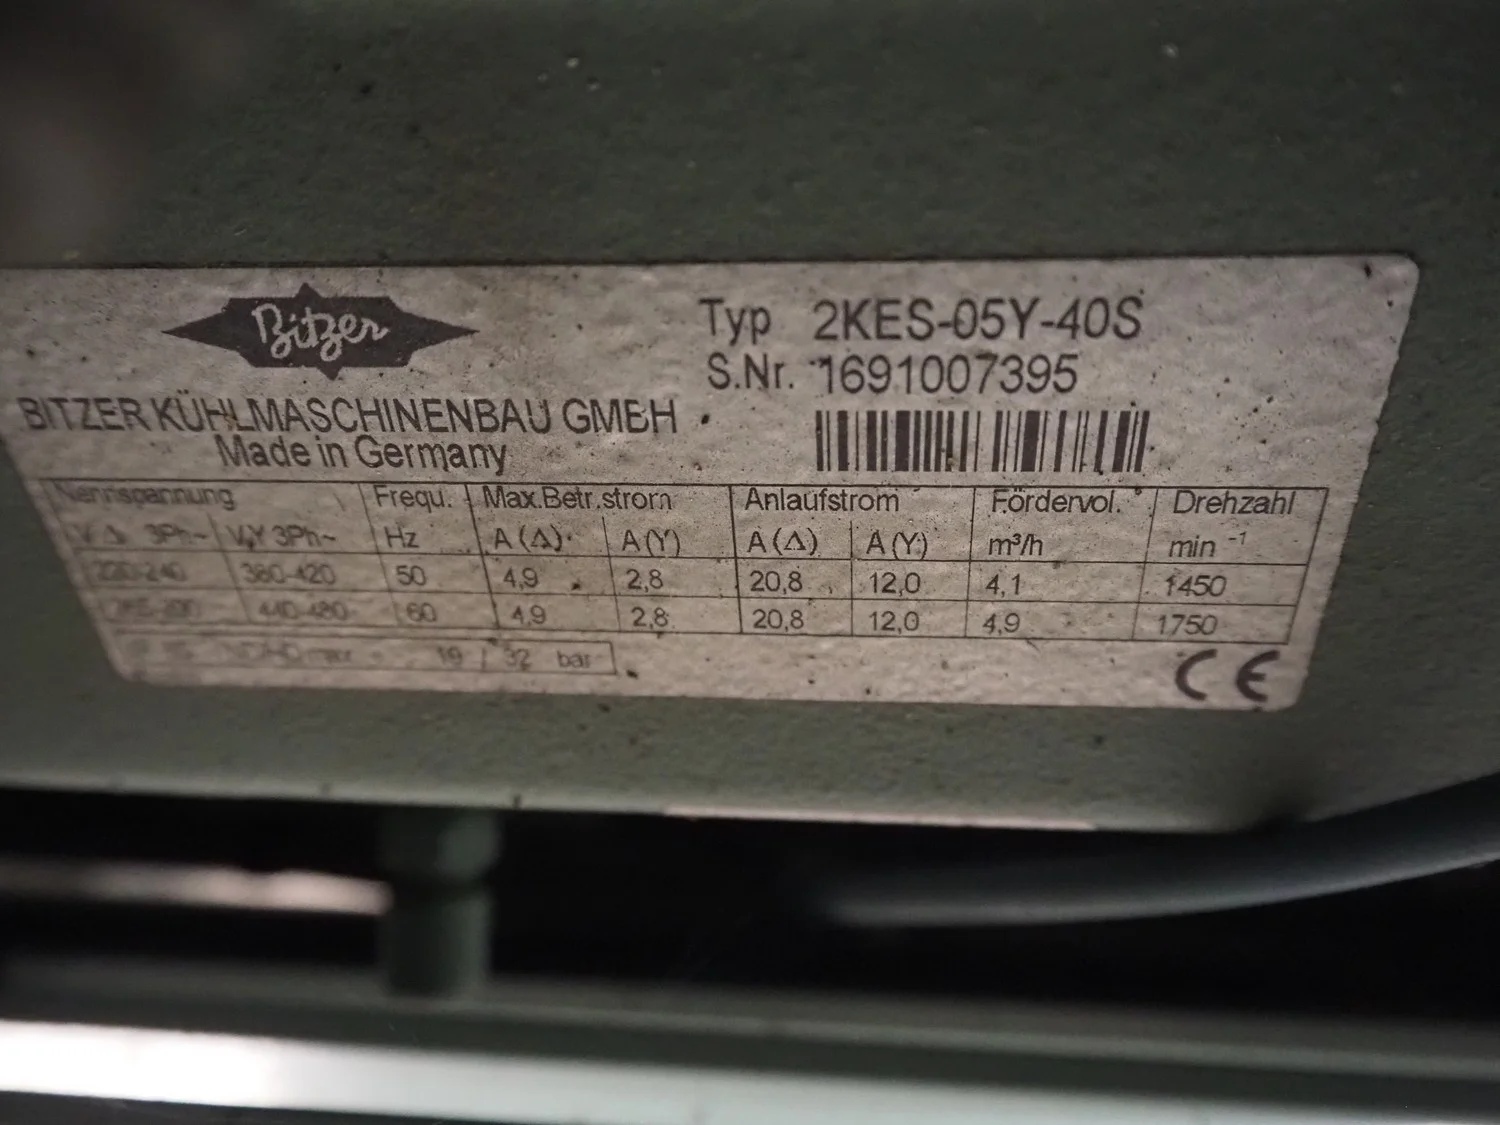 Bitzer
Typ 2KES-05Y-40S
S.Nr. 1691007395
BITZER KÜHLMASCHINENBAU GMBH
Made in Germany
Nennspannung Frequ. Max.Betr.strom Anlaufstrom Fördervol. Drehzahl
V Δ 3Ph~ V,Y 3Ph~ Hz A (Δ) A (Y) A (Δ) A (Y) m³/h min -1
220-240 380-420 50 4,9 2,8 20,8 12,0 4,1 1450
440-480 60 4,9 2,8 20,8 12,0 4,9 1750
max 19 / 32 bar
CE